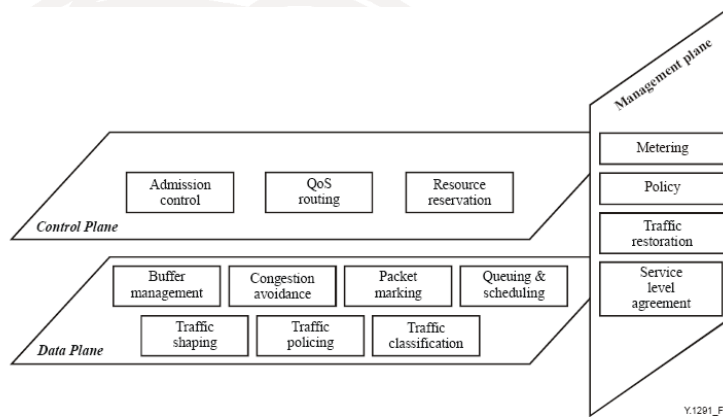 Management plane
Metering
Policy
Traffic
restoration
Service
level
agreement
Admission
control
QoS
routing
Resource
reservation
Control Plane
Buffer
management
Congestion
avoidance
Packet
marking
Queuing &
scheduling
Traffic
shaping
Traffic
policing
Traffic
classification
Data Plane
Y.1291_F